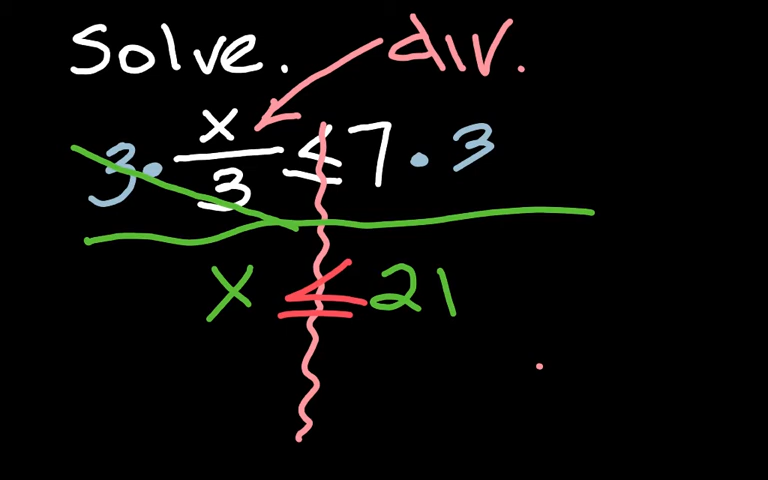 Solve. div.
3 · x/3 ≤ 7 · 3
x ≤ 21